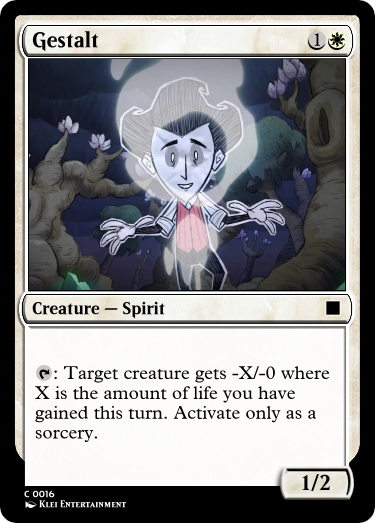 Gestalt 1
Creature — Spirit
: Target creature gets -X/-0 where
X is the amount of life you have
gained this turn. Activate only as a
sorcery.
1/2
C 0016
Klei Entertainment